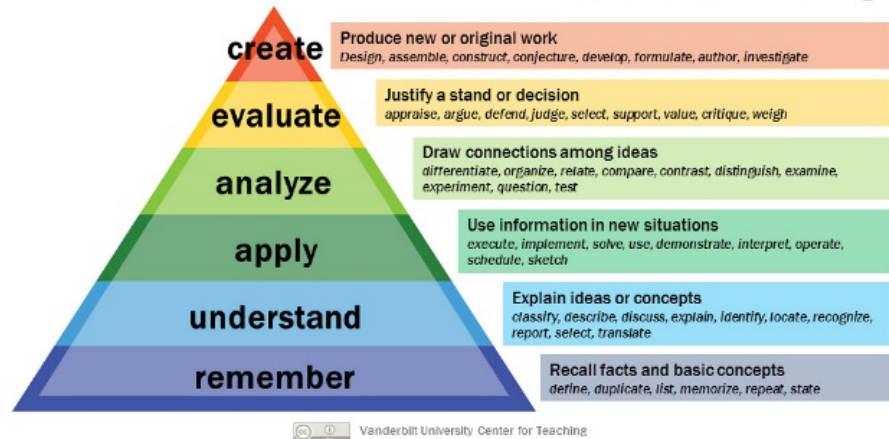 create
Produce new or original work
Design, assemble, construct, conjecture, develop, formulate, author, investigate
evaluate
Justify a stand or decision
appraise, argue, defend, judge, select, support, value, critique, weigh
analyze
Draw connections among ideas
differentiate, organize, relate, compare, contrast, distinguish, examine,
experiment, question, test
apply
Use information in new situations
execute, implement, solve, use, demonstrate, interpret, operate,
schedule, sketch
understand
Explain ideas or concepts
classify, describe, discuss, explain, identify, locate, recognize,
report, select, translate
remember
Recall facts and basic concepts
define, duplicate, list, memorize, repeat, state
Vanderbilt University Center for Teaching